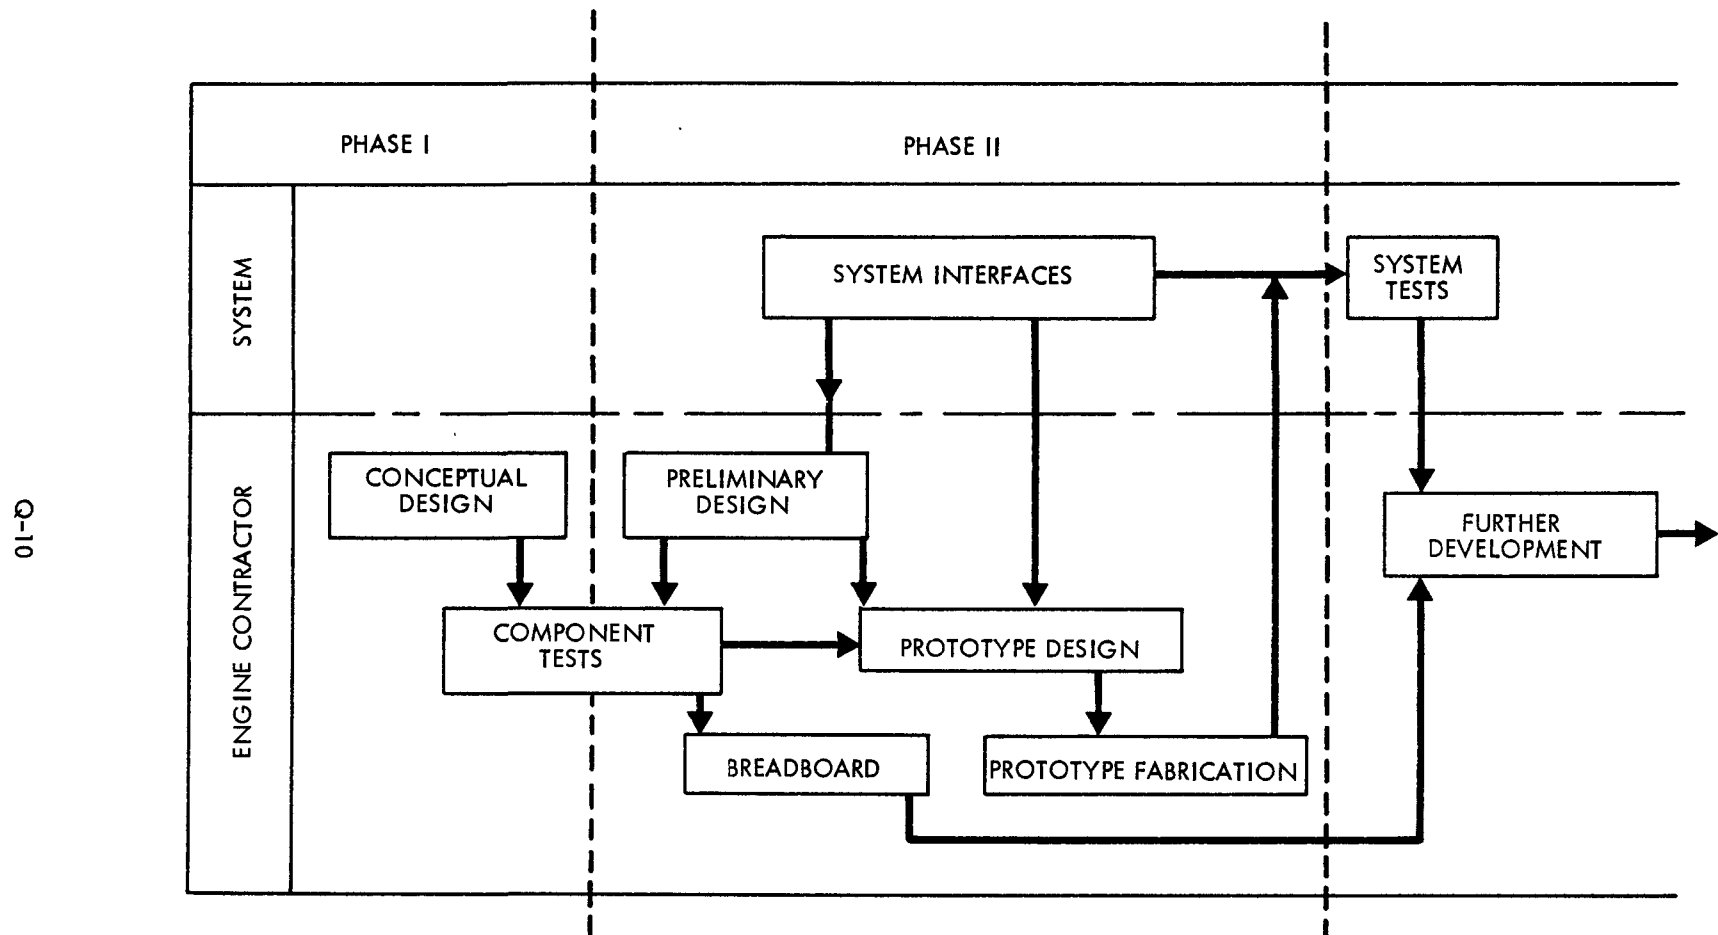 PHASE I
PHASE II
SYSTEM
SYSTEM INTERFACES
SYSTEM
TESTS
ENGINE CONTRACTOR
CONCEPTUAL
DESIGN
PRELIMINARY
DESIGN
FURTHER
DEVELOPMENT
COMPONENT
TESTS
PROTOTYPE DESIGN
BREADBOARD
PROTOTYPE FABRICATION
Q-10